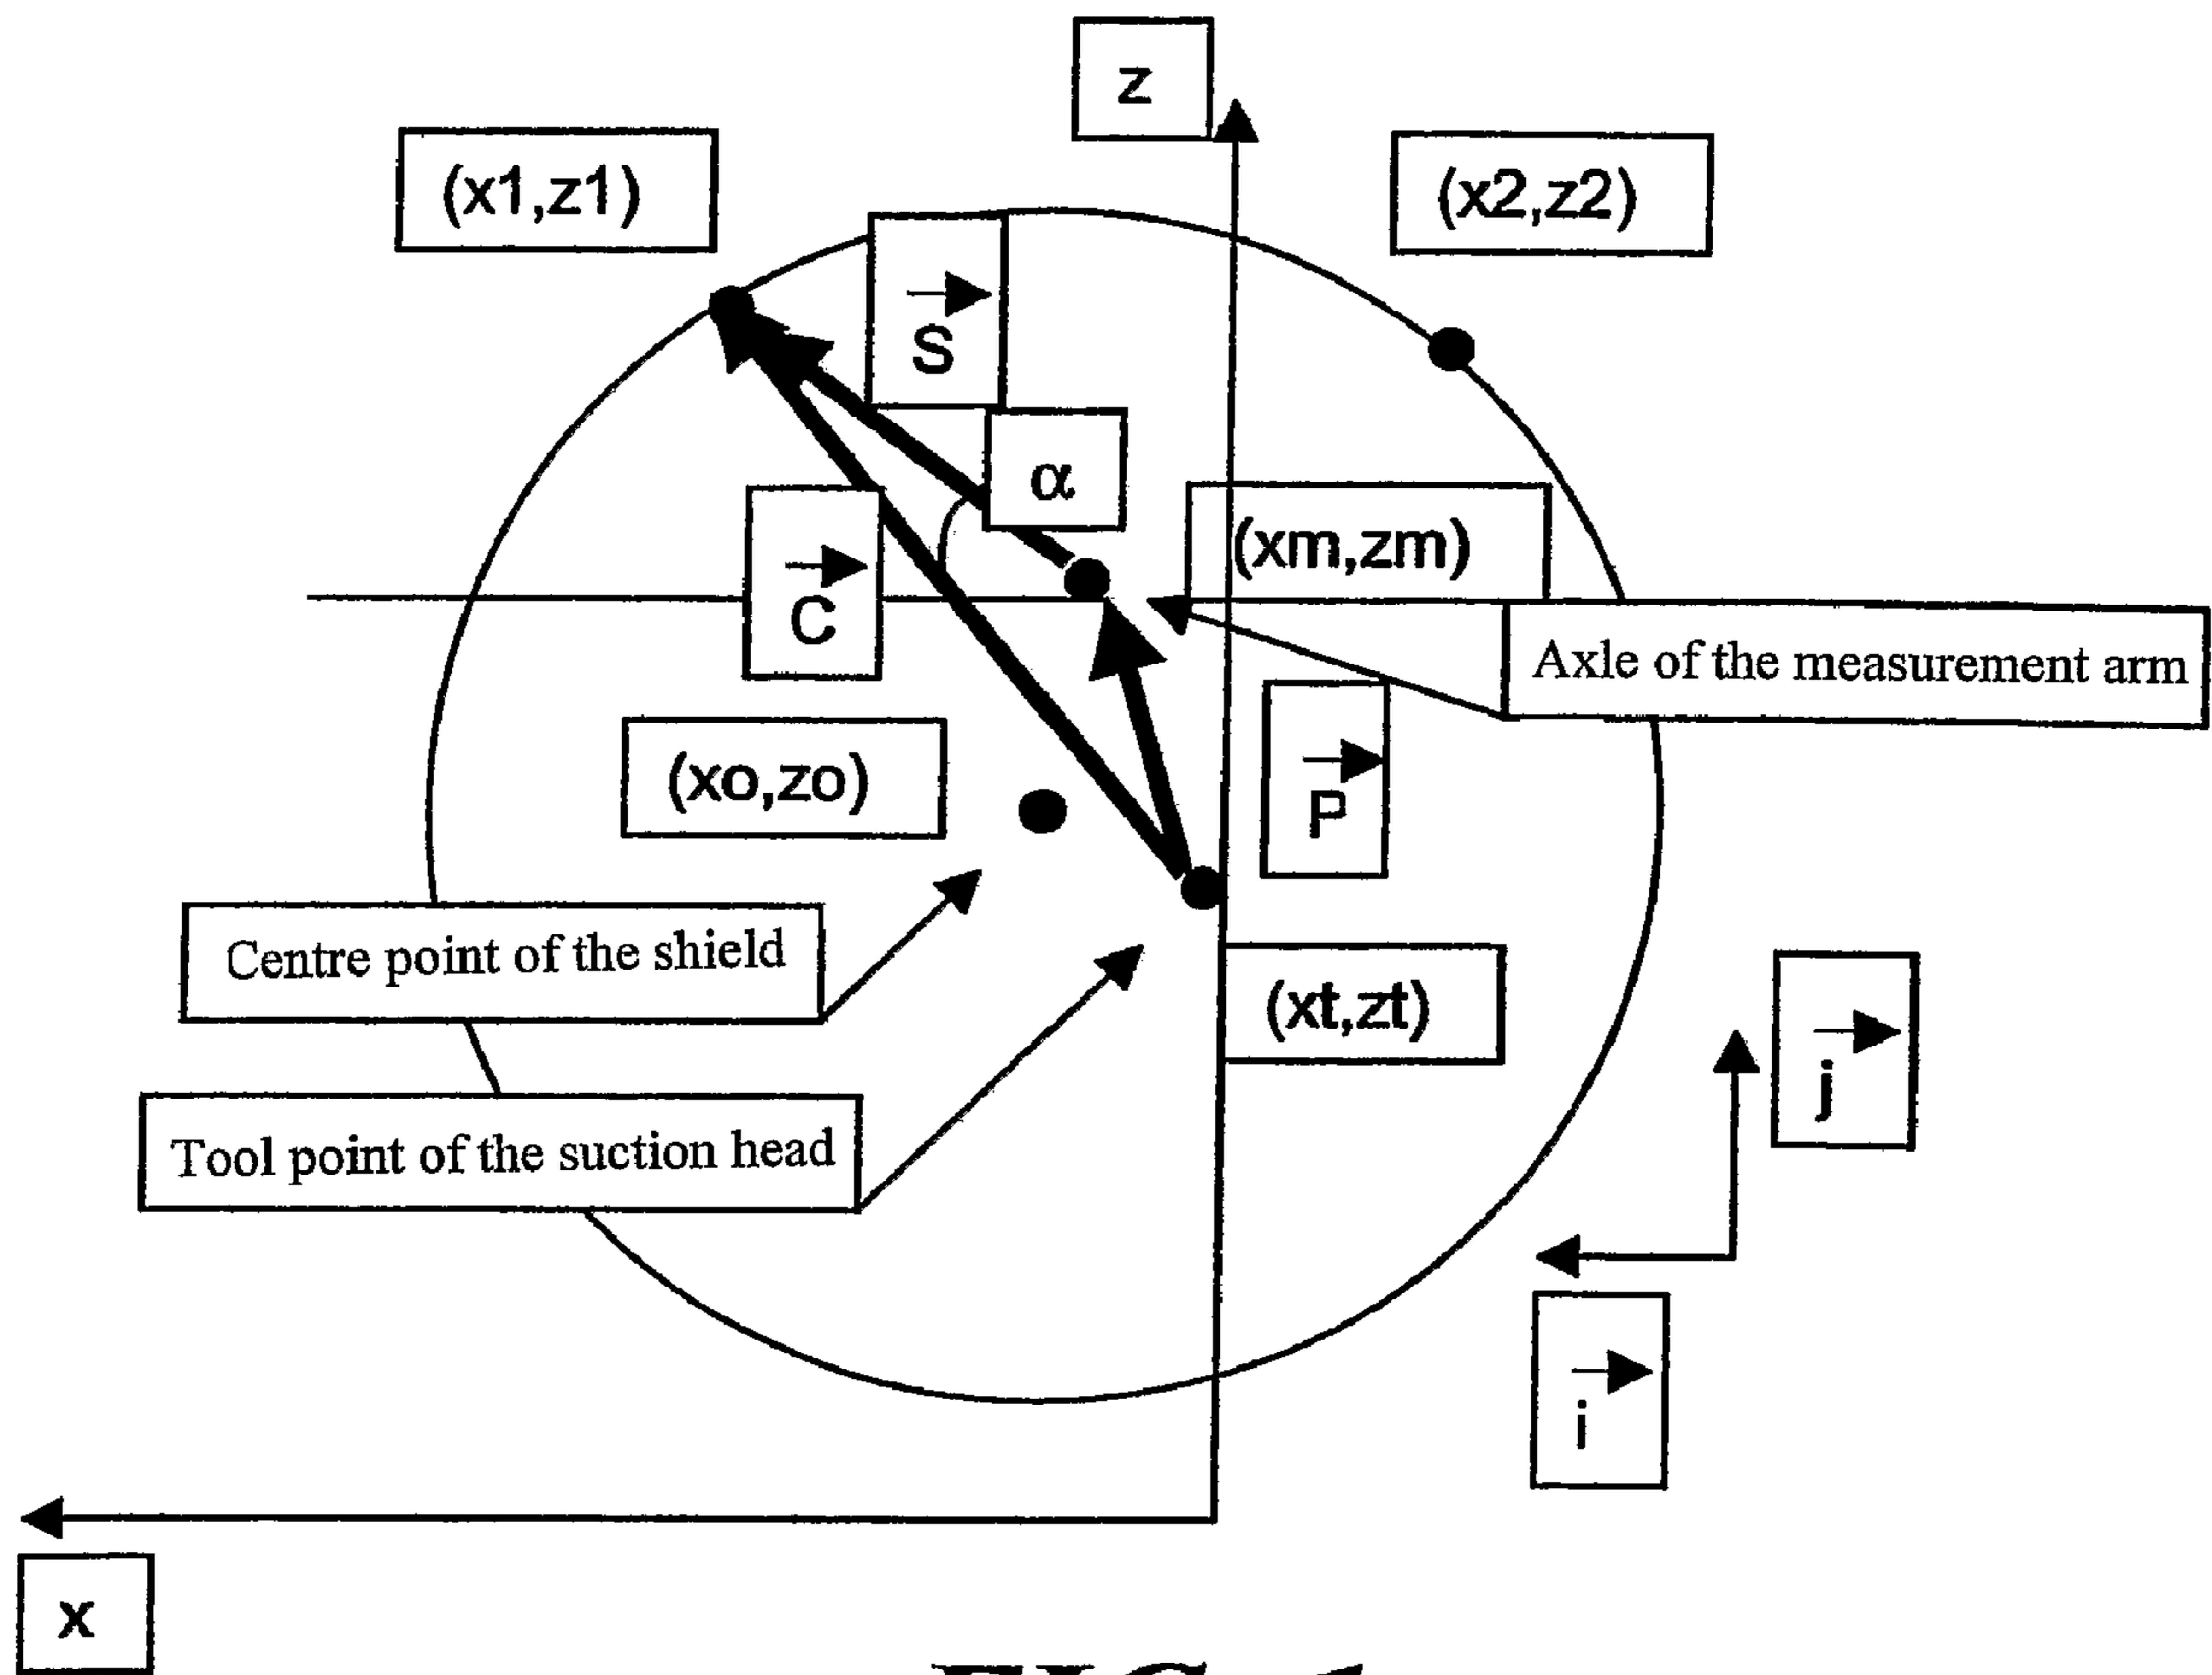 z
(x1,z1)
(x2,z2)
S
α
(xm,zm)
C
Axle of the measurement arm
(xo,zo)
P
Centre point of the shield
(xt,zt)
j
Tool point of the suction head
i
x